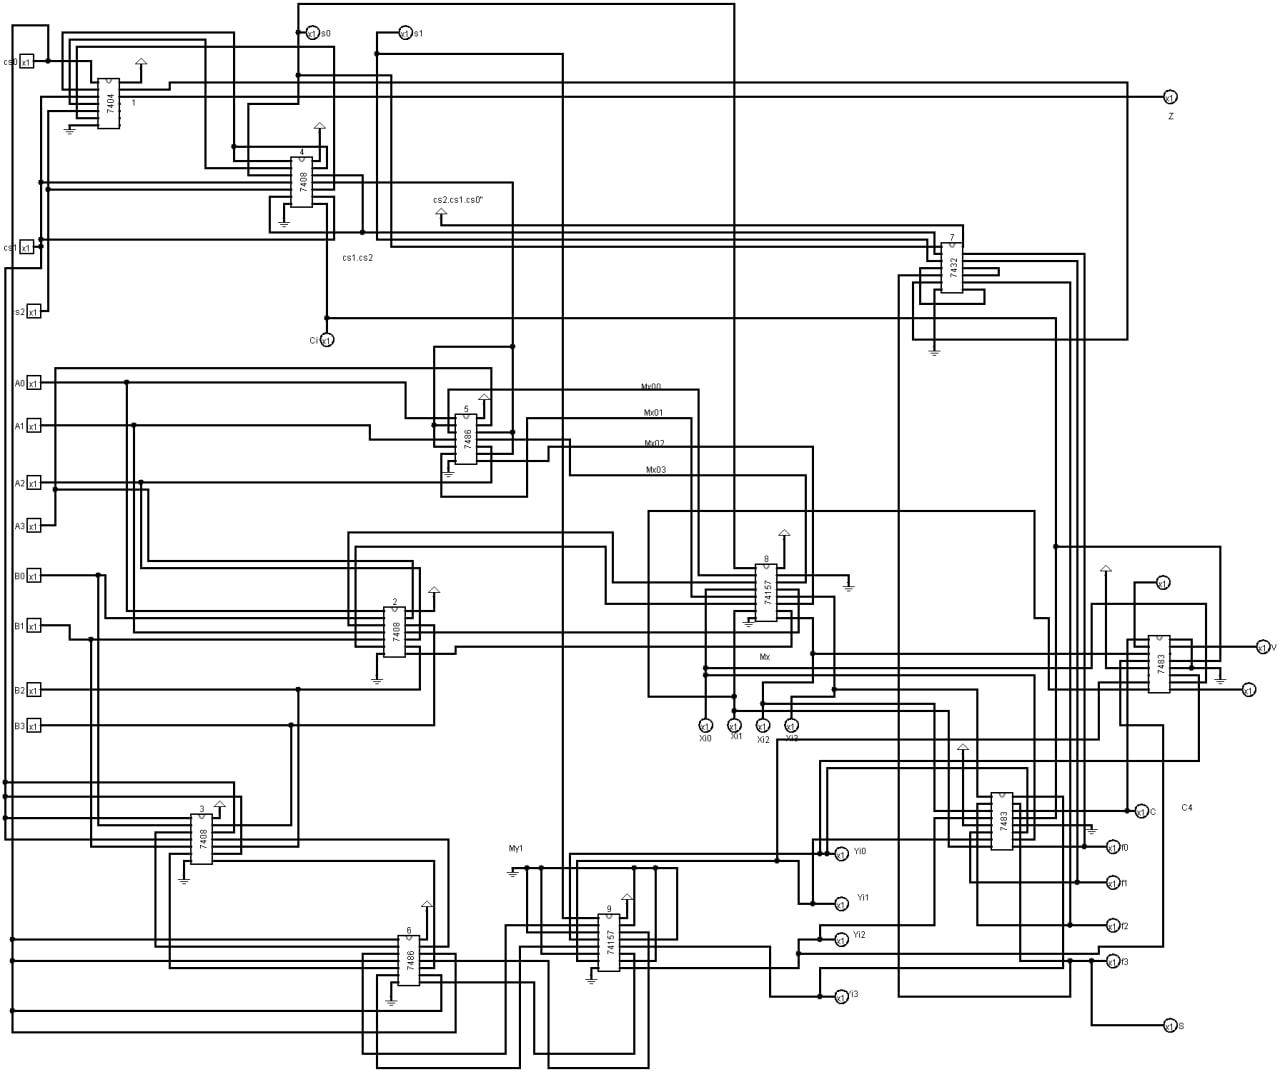 x1 s0
x1 s1
cs0 x1
7404
1
x1
Z
4
7408
cs2.cs1.cs0"
cs1 x1
cs1.cs2
7
7432
s2 x1
Ci x1
A0 x1
Mx00
5
7486
Mx01
A1 x1
Mx02
Mx03
A2 x1
A3 x1
8
74157
B0 x1
x1
2
7408
B1 x1
7483
x1 V
Mx
B2 x1
x1
B3 x1
x1 x1 x1 x1
Xi0 Xi1 Xi2 Xi3
3
7408
7483
x1 C
C4
My1
x1 Yi0
x1 f0
x1 f1
x1 Yi1
9
74157
x1 f2
6
7486
x1 Yi2
x1 f3
x1 Yi3
x1 S